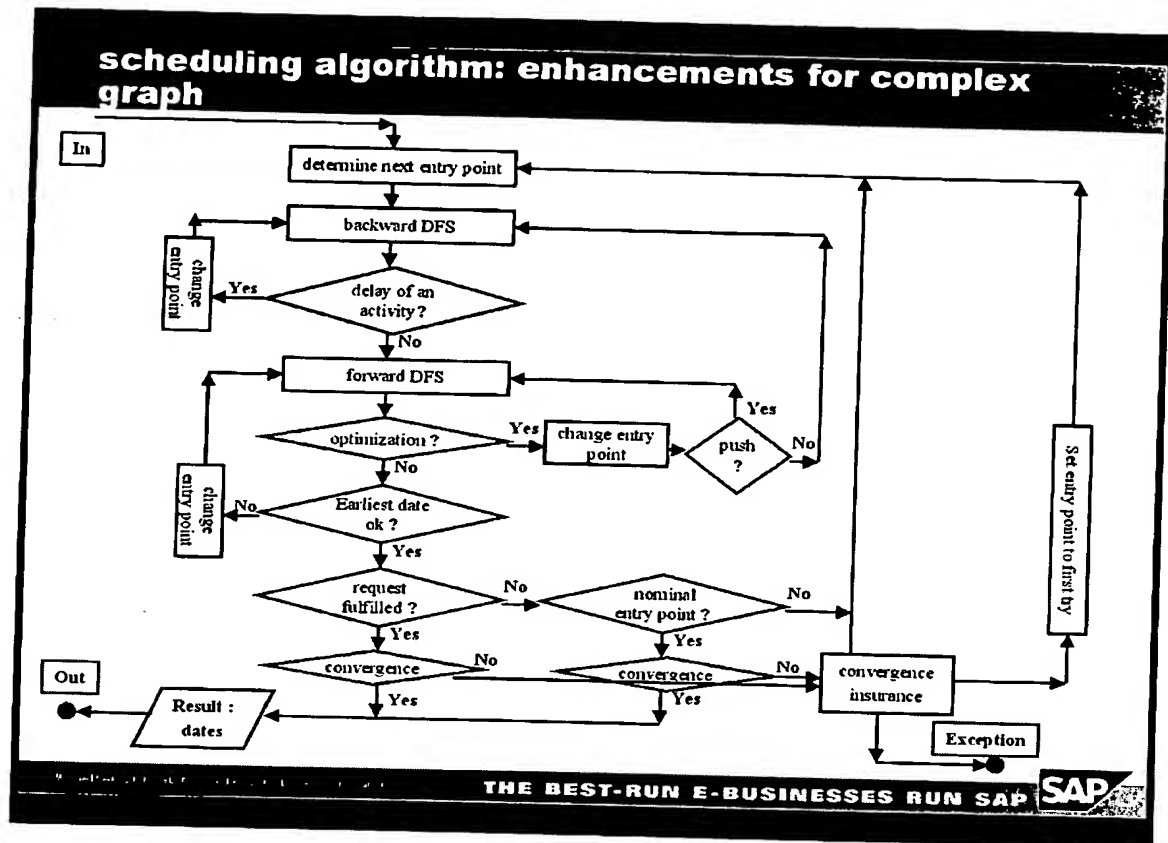 scheduling algorithm: enhancements for complex
graph
In
determine next entry point
backward DFS
change
entry point
Yes
delay of an
activity?
No
forward DFS
Yes
optimization ?
Yes
change entry
point
push
?
No
No
change
entry point
No
Earliest date
ok ?
Yes
Set entry point to first try
request
fulfilled ?
No
nominal
entry point ?
No
Yes
Yes
convergence
No
convergence
No
convergence
insurance
Out
Yes
Yes
Result :
dates
Exception
THE BEST-RUN E-BUSINESSES RUN SAP
SAP